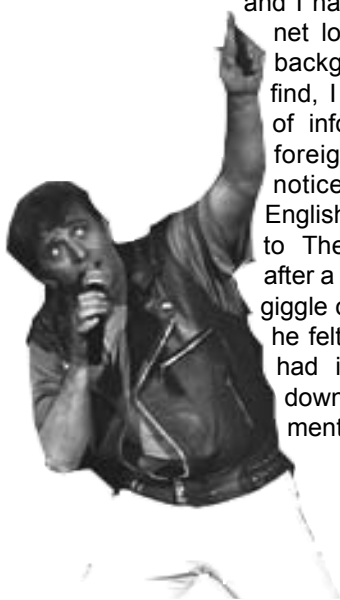 and I ha
net lo
backg
find, I
of info
foreig
notice
English
to The
after a
giggle o
he felt
had i
down
ment